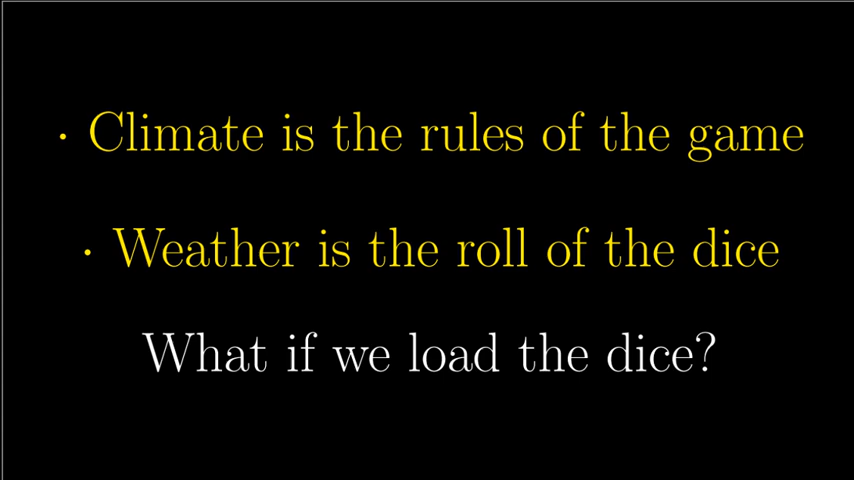 · Climate is the rules of the game
· Weather is the roll of the dice
What if we load the dice?